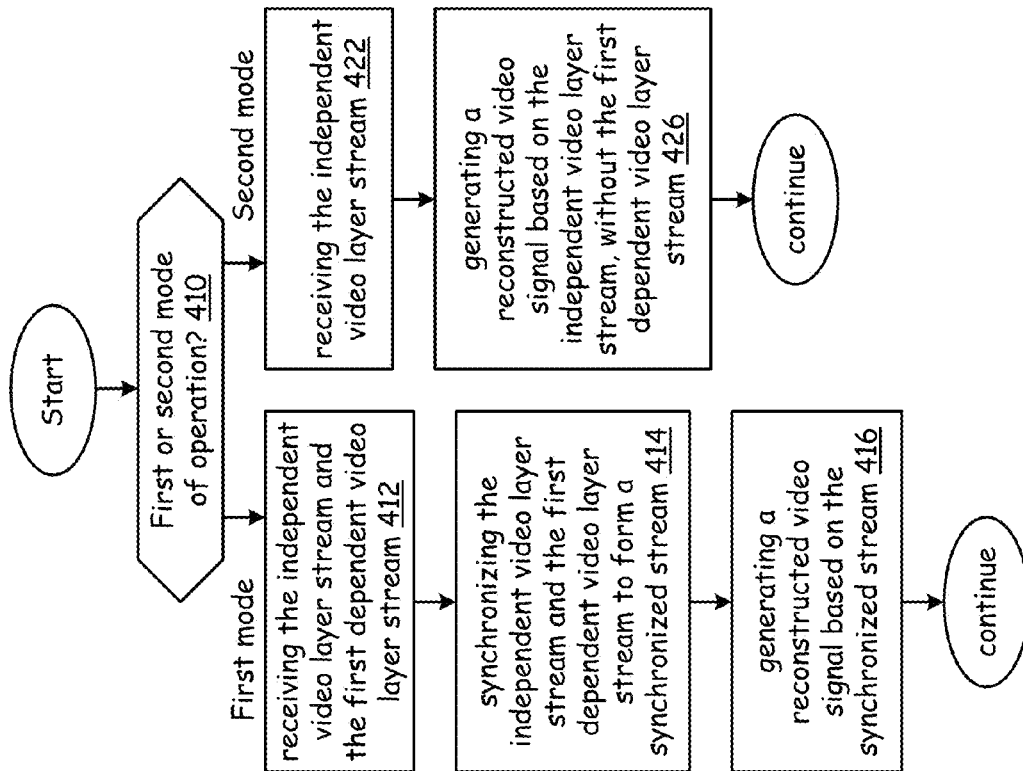 Start
First or second mode
of operation? 410
First mode
receiving the independent
video layer stream and
the first dependent video
layer stream 412
synchronizing the
independent video layer
stream and the first
dependent video layer
stream to form a
synchronized stream 414
generating a
reconstructed video
signal based on the
synchronized stream 416
continue
Second mode
receiving the independent
video layer stream 422
generating a
reconstructed video
signal based on the
independent video layer
stream, without the first
dependent video layer
stream 426
continue